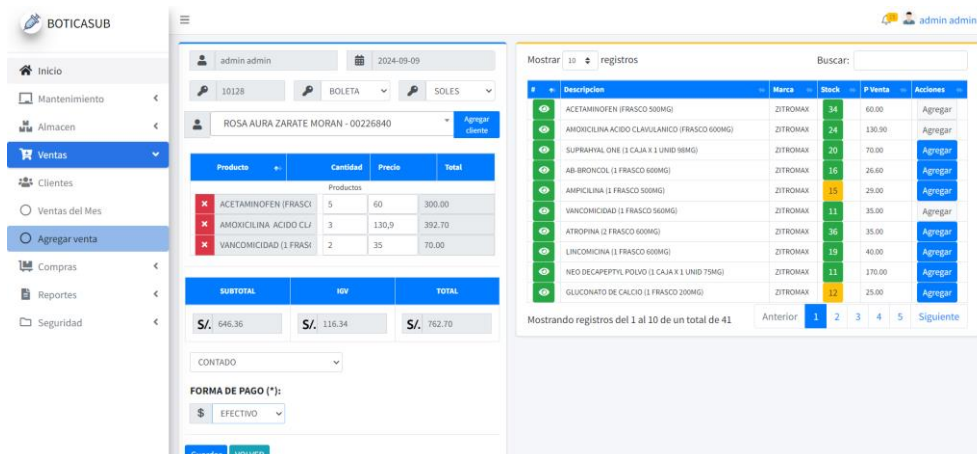 BOTICASUB
admin admin
Inicio
Mantenimiento
Almacen
Ventas
Clientes
Ventas del Mes
Agregar venta
Compras
Reportes
Seguridad
admin admin
2024-09-09
10128
BOLETA
SOLES
ROSA AURA ZARATE MORAN - 00226840
Agregar cliente
Producto Cantidad Precio Total
Productos
ACETAMINOFEN (FRASC 5 60 300.00
AMOXICILINA ACIDO CL 3 130,9 392.70
VANCOMICIDAD (1 FRAS 2 35 70.00
SUBTOTAL IGV TOTAL
S/. 646.36 S/. 116.34 S/. 762.70
CONTADO
FORMA DE PAGO (*):
$ EFECTIVO
Guardar VOLVER
Mostrar 10 registros Buscar:
# Descripcion Marca Stock P Venta Acciones
ACETAMINOFEN (FRASCO 500MG) ZITROMAX 34 60.00 Agregar
AMOXICILINA ACIDO CLAVULANICO (FRASCO 600MG) ZITROMAX 24 130.90 Agregar
SUPRAHYAL ONE (1 CAJA X 1 UNID 98MG) ZITROMAX 20 70.00 Agregar
AB-BRONCOL (1 FRASCO 600MG) ZITROMAX 16 26.60 Agregar
AMPICILINA (1 FRASCO 500MG) ZITROMAX 15 29.00 Agregar
VANCOMICIDAD (1 FRASCO 560MG) ZITROMAX 11 35.00 Agregar
ATROPINA (2 FRASCO 600MG) ZITROMAX 36 35.00 Agregar
LINCOMICINA (1 FRASCO 600MG) ZITROMAX 19 40.00 Agregar
NEO DECAPEPTYL POLVO (1 CAJA X 1 UNID 75MG) ZITROMAX 11 170.00 Agregar
GLUCONATO DE CALCIO (1 FRASCO 200MG) ZITROMAX 12 25.00 Agregar
Mostrando registros del 1 al 10 de un total de 41
Anterior 1 2 3 4 5 Siguiente